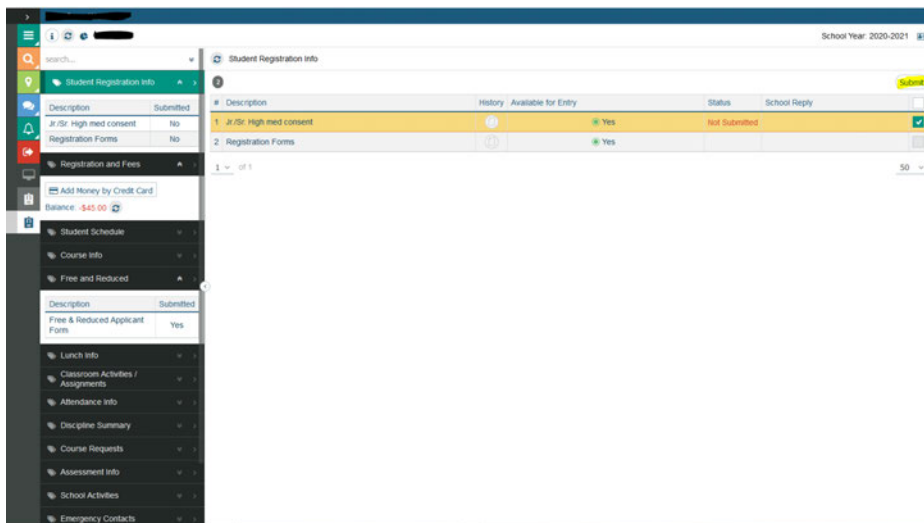 School Year: 2020-2021
search...
Student Registration Info
Description Submitted
Jr./Sr. High med consent No
Registration Forms No
Registration and Fees
Add Money by Credit Card
Balance: -$45.00
Student Schedule
Course Info
Free and Reduced
Description Submitted
Free & Reduced Applicant
Form
Yes
Lunch Info
Classroom Activities /
Assignments
Attendance Info
Discipline Summary
Course Requests
Assessment Info
School Activities
Emergency Contacts
Student Registration Info
2
Submit
# Description History Available for Entry Status School Reply
1 Jr./Sr. High med consent Yes Not Submitted
2 Registration Forms Yes
1 of 1
50